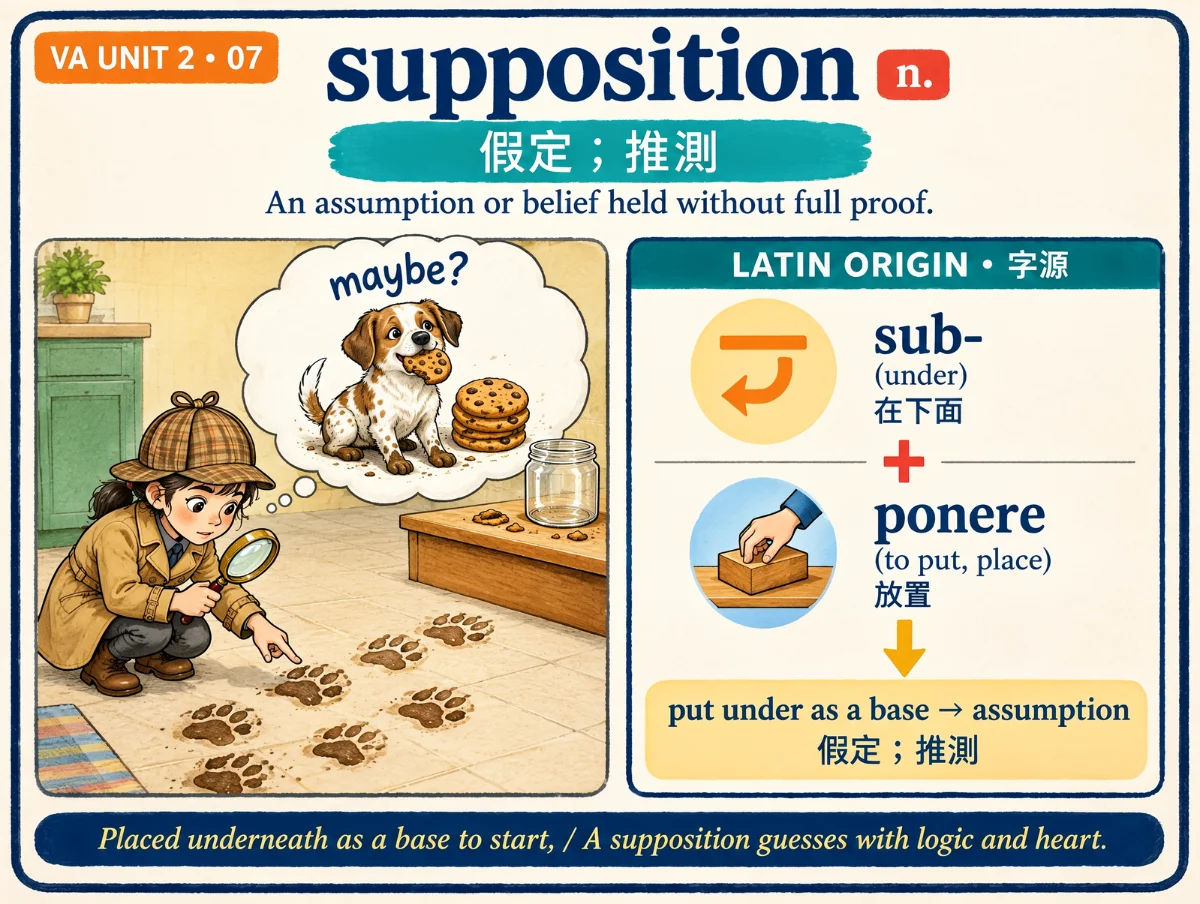 VA UNIT 2 • 07
supposition n.
假定；推測
An assumption or belief held without full proof.
maybe?
LATIN ORIGIN • 字源
sub-
(under)
在下面
+
ponere
(to put, place)
放置
put under as a base → assumption
假定；推測
Placed underneath as a base to start, / A supposition guesses with logic and heart.